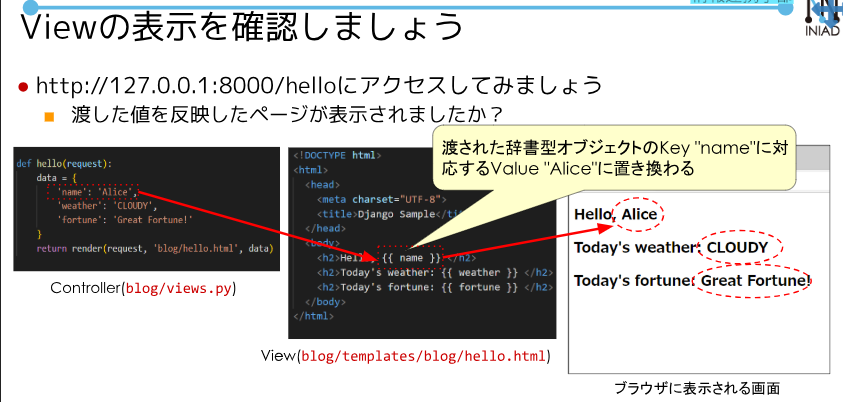 Viewの表示を確認しましょう
INIAD
http://127.0.0.1:8000/helloにアクセスしてみましょう
渡した値を反映したページが表示されましたか？
渡された辞書型オブジェクトのKey "name"に対
応するValue "Alice"に置き換わる
def hello(request):
data = {
'name': 'Alice',
'weather': 'CLOUDY',
'fortune': 'Great Fortune!'
}
return render(request, 'blog/hello.html', data)
Controller(blog/views.py)
<!DOCTYPE html>
<html>
<head>
<meta charset="UTF-8">
<title>Django Sample</ti
</head>
<body>
<h2>Hello, {{ name }} </h2>
<h2>Today's weather: {{ weather }} </h2>
<h2>Today's fortune: {{ fortune }} </h2>
</body>
</html>
View(blog/templates/blog/hello.html)
Hello, Alice
Today's weather: CLOUDY
Today's fortune: Great Fortune!
ブラウザに表示される画面